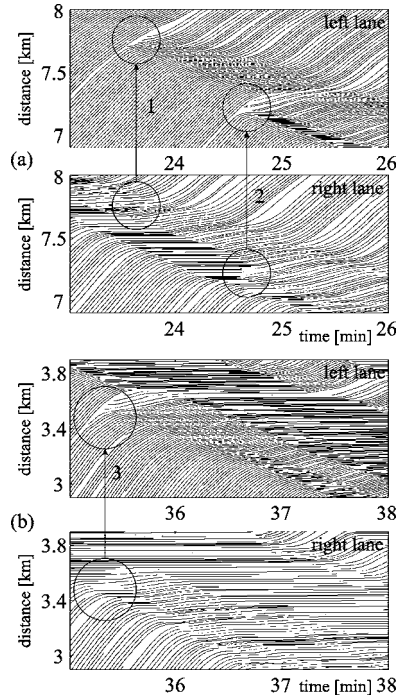 8
left lane
distance [km]
7.5
1
7
24
25
26
(a)
8
right lane
distance [km]
2
7.5
7
24
25
26
time [min]
3.8
left lane
distance [km]
3.4
3
3
36
37
38
(b)
3.8
right lane
distance [km]
3.4
3
36
37
38
time [min]